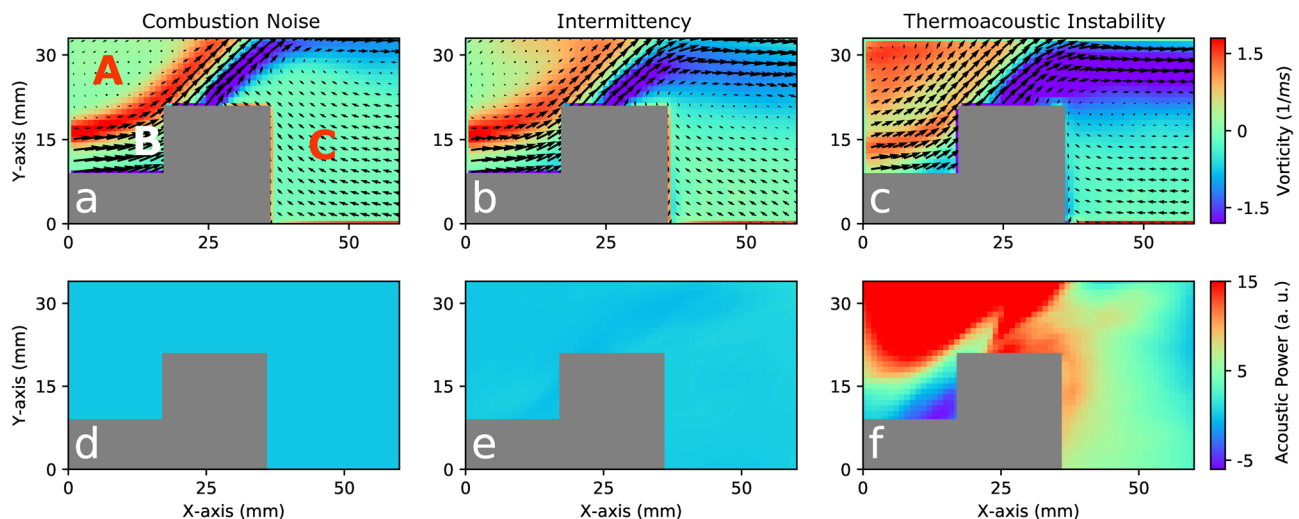 Combustion Noise
Intermittency
Thermoacoustic Instability
30
15
0
Y-axis (mm)
A
B
C
a
0
25
50
30
15
0
b
0
25
50
30
15
0
c
0
25
50
1.5
0
-1.5
Vorticity (1/ms)
30
15
0
Y-axis (mm)
d
0
25
50
X-axis (mm)
30
15
0
e
0
25
50
X-axis (mm)
30
15
0
f
0
25
50
X-axis (mm)
15
5
-5
Acoustic Power (a. u.)